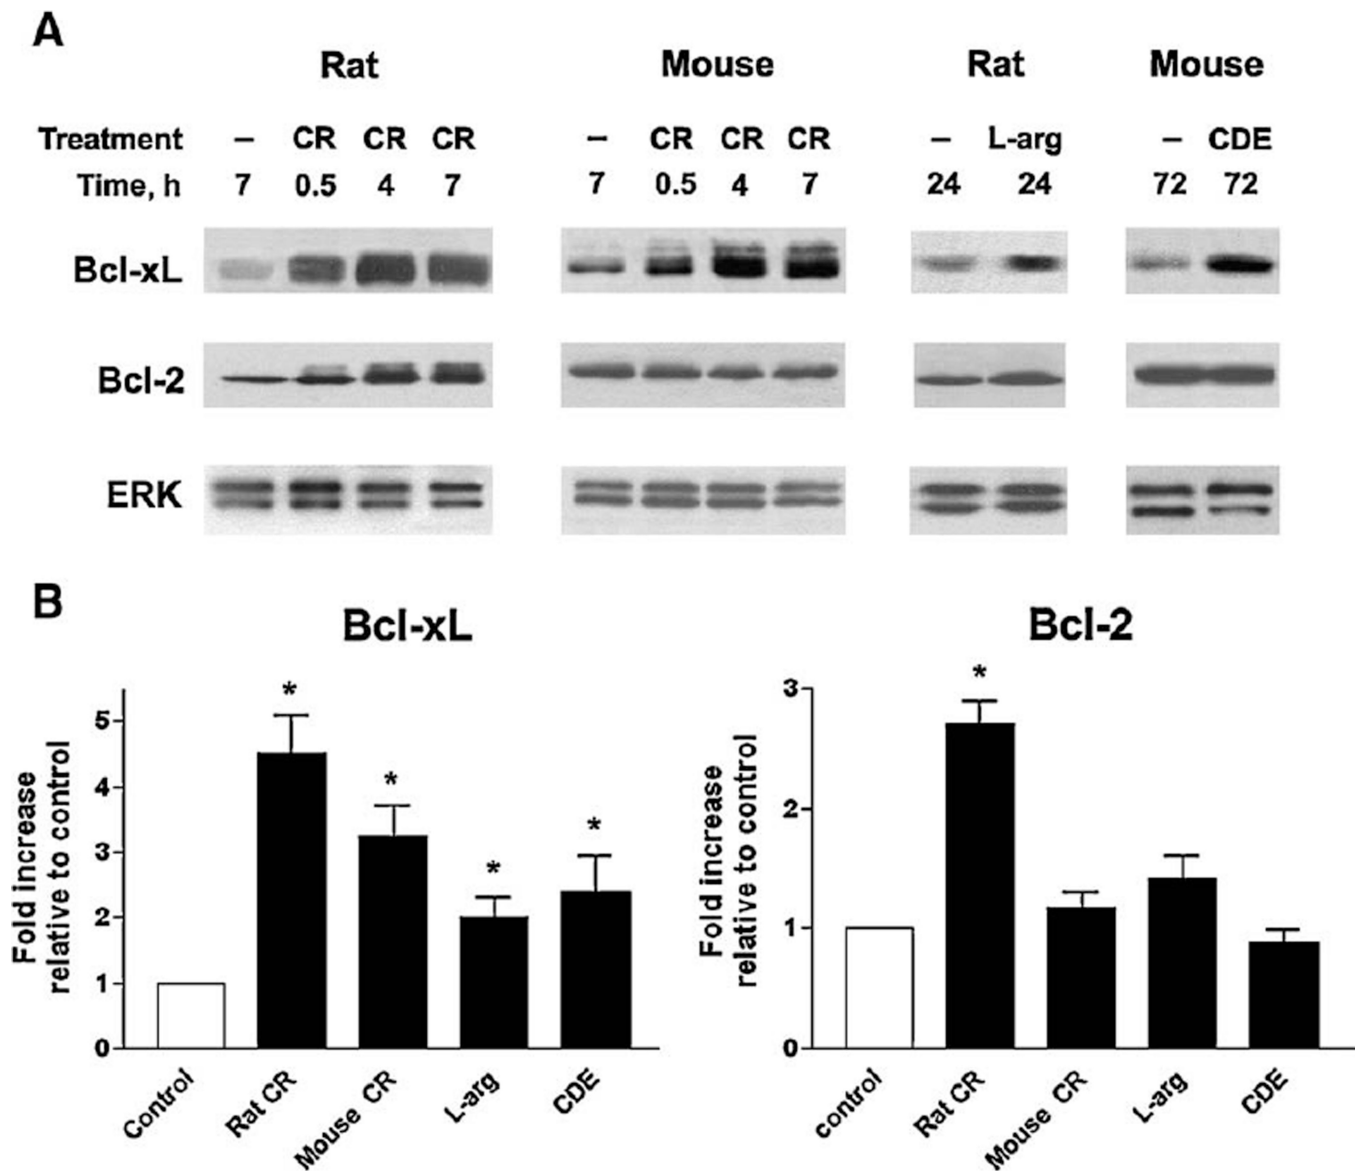 A
Rat Mouse Rat Mouse
Treatment – CR CR CR – CR CR CR – L-arg – CDE
Time, h 7 0.5 4 7 7 0.5 4 7 24 24 72 72
Bcl-xL
Bcl-2
ERK
B
Bcl-xL
*
*
*
*
5
4
3
2
1
0
Fold increase
relative to control
Control Rat CR Mouse CR L-arg CDE
Bcl-2
*
3
2
1
0
Fold increase
relative to control
control Rat CR Mouse CR L-arg CDE